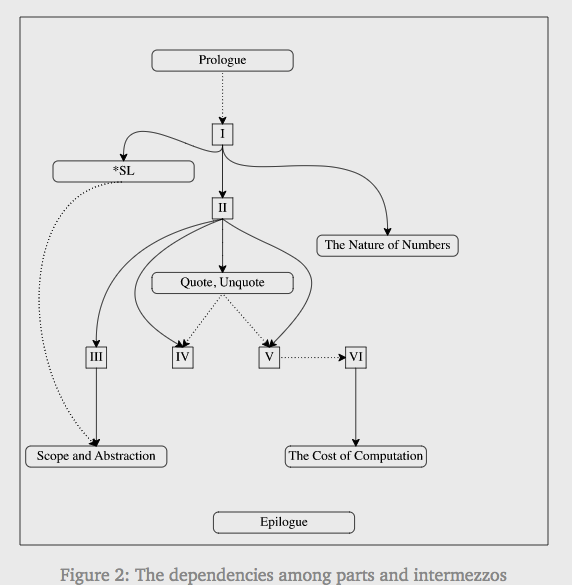 Prologue
I
*SL
II
The Nature of Numbers
Quote, Unquote
III
IV
V
VI
Scope and Abstraction
The Cost of Computation
Epilogue
Figure 2: The dependencies among parts and intermezzos